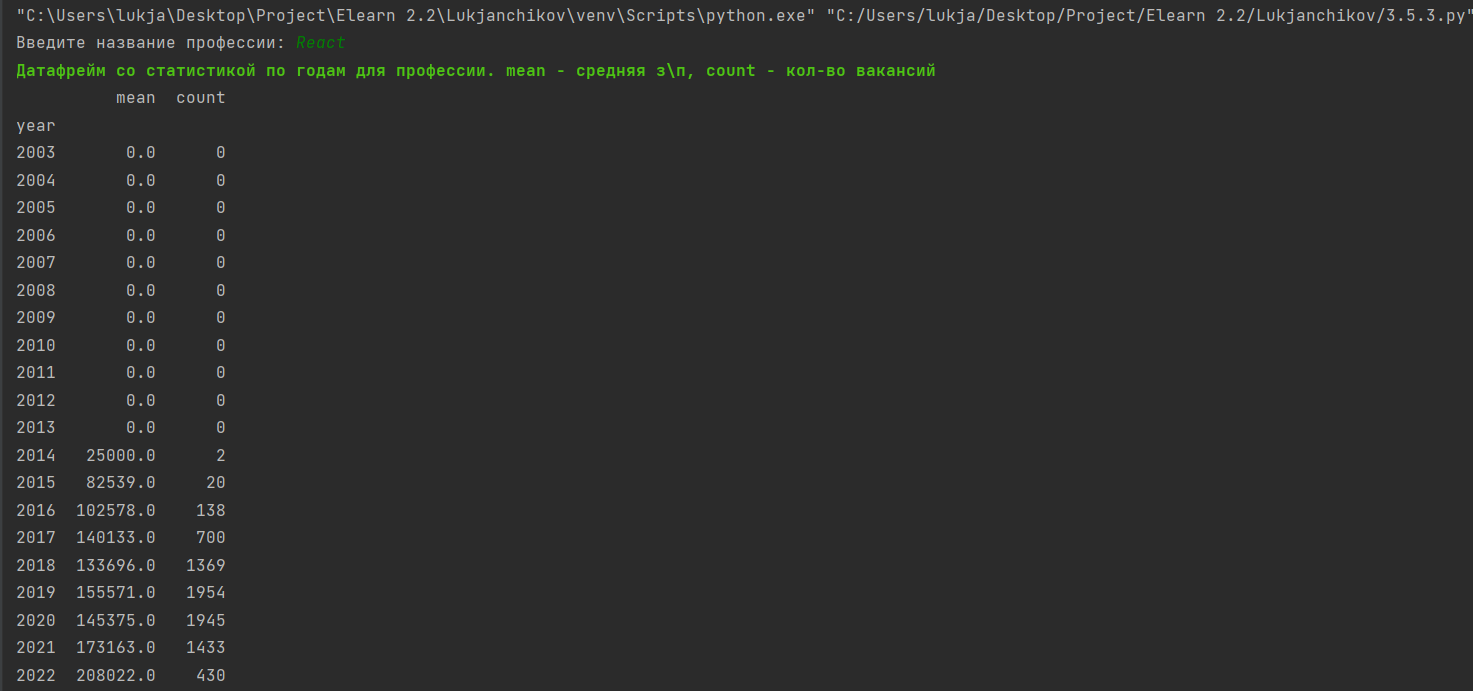 "C:\Users\lukja\Desktop\Project\Elearn 2.2\Lukjanchikov\venv\Scripts\python.exe" "C:/Users/lukja/Desktop/Project/Elearn 2.2/Lukjanchikov/3.5.3.py"
Введите название профессии: React
Датафрейм со статистикой по годам для профессии. mean - средняя з\п, count - кол-во вакансий
mean count
year
2003 0.0 0
2004 0.0 0
2005 0.0 0
2006 0.0 0
2007 0.0 0
2008 0.0 0
2009 0.0 0
2010 0.0 0
2011 0.0 0
2012 0.0 0
2013 0.0 0
2014 25000.0 2
2015 82539.0 20
2016 102578.0 138
2017 140133.0 700
2018 133696.0 1369
2019 155571.0 1954
2020 145375.0 1945
2021 173163.0 1433
2022 208022.0 430